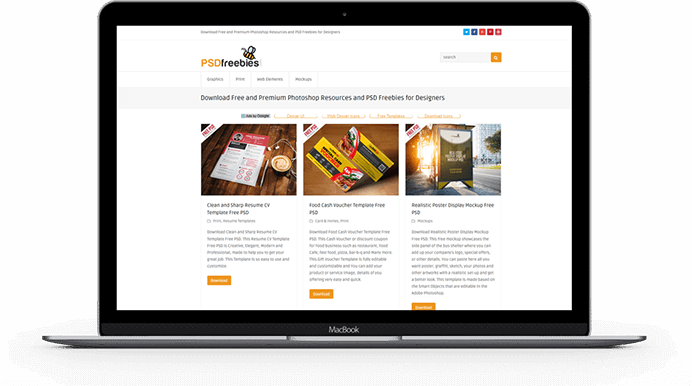 Download Free and Premium Photoshop Resources and PSD Freebies for Designers
PSDfreebies
search
Graphics Print Web Elements Mockups
Download Free and Premium Photoshop Resources and PSD Freebies for Designers
Ads by Google Free Templates
FREE PSD
FREE PSD
FREE PSD
Clean and Sharp Resume CV
Template Free PSD
Print, Resume Templates
Download Clean and Sharp Resume CV
Template Free PSD. This Resume CV Template
Free PSD is Creative, Elegant, Modern and
Professional, made to help you to get your
great job. This Template is so easy to use and
customize.
Download
Food Cash Voucher Template Free
PSD
Card & Invites, Print
Download Food Cash Voucher Template Free
PSD. This Cash Voucher or discount coupon
for Food business such as restaurant, Food
Cafe, fast food, pizza, bar-b-q and Many more.
This Gift Voucher Template is fully editable
and customizable and You can add your
product or service image, details of you
offering very easy and quick.
Download
Realistic Poster Display Mockup Free
PSD
Mockups
Download Realistic Poster Display Mockup
Free PSD. This free mockup showcases the
side panel of the bus shelter where you can
add up your company's logo, special offers,
or other details. You can paste here all you
want poster, graffiti, sketch, your photos and
other artworks with a realistic set up and get
a better look. This template is made based on
the Smart Objects that are editable in the
Adobe Photoshop.
Download
MacBook